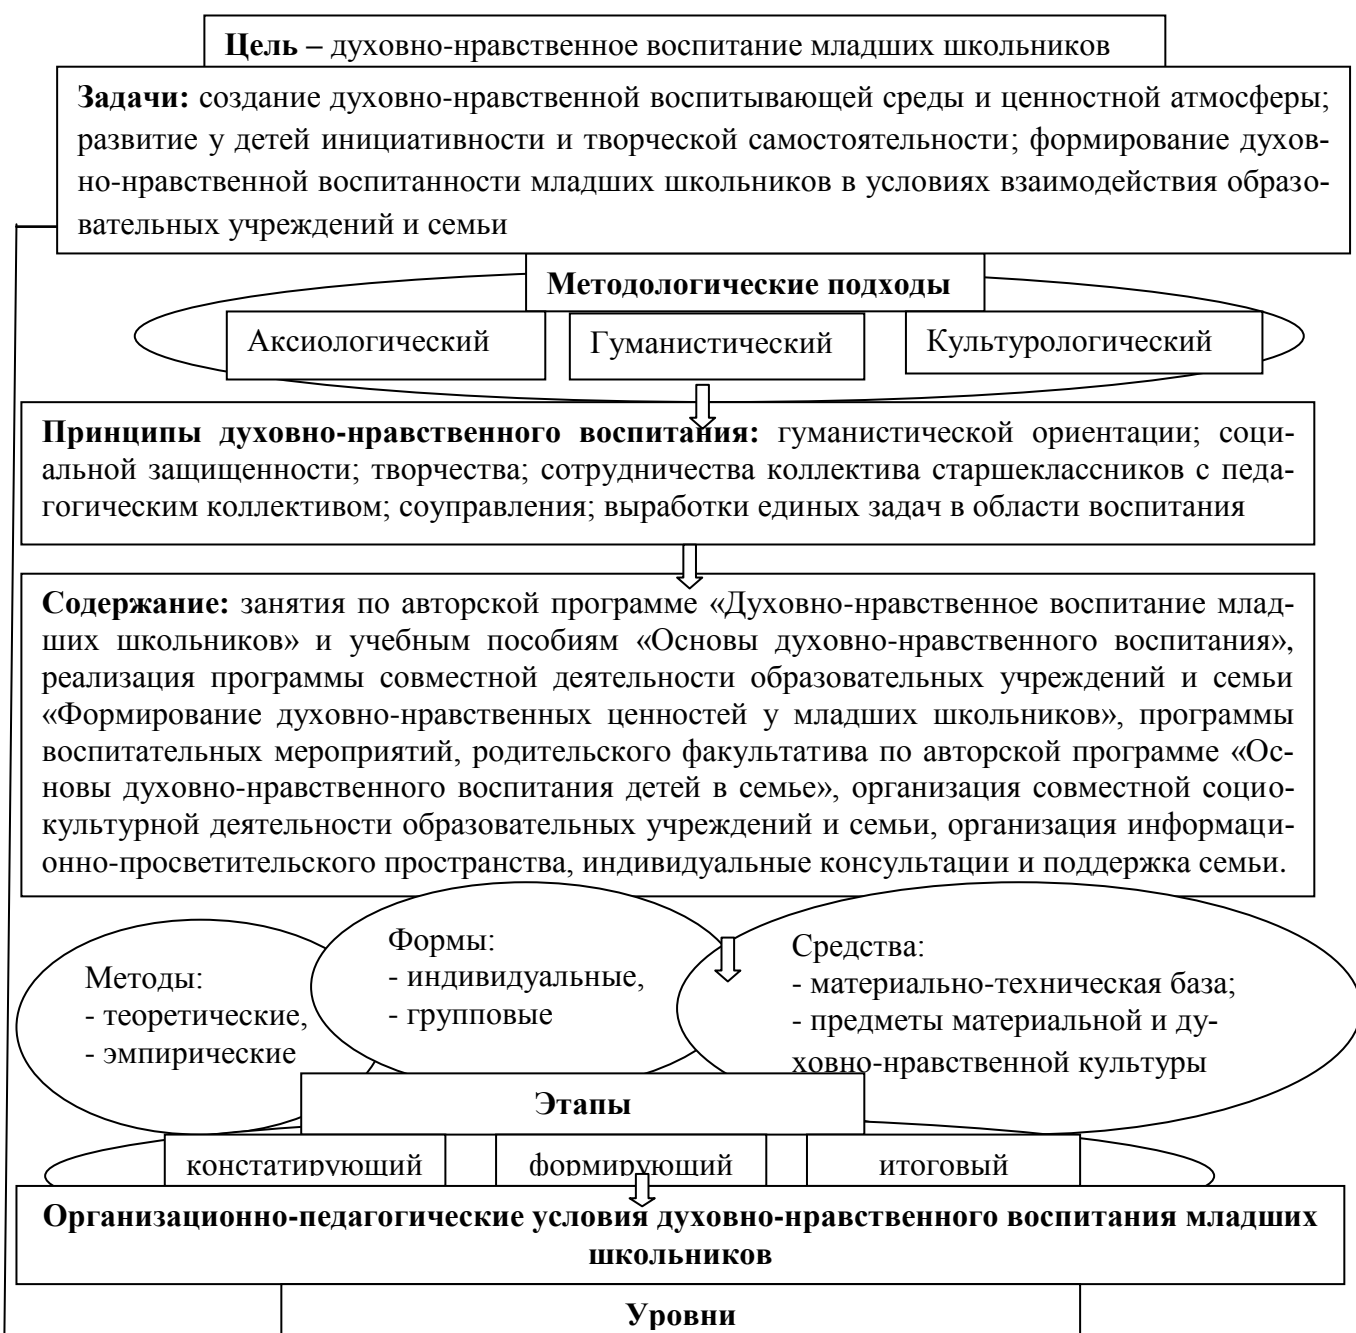 Цель – духовно-нравственное воспитание младших школьников
Задачи: создание духовно-нравственной воспитывающей среды и ценностной атмосферы;
развитие у детей инициативности и творческой самостоятельности; формирование духов-
но-нравственной воспитанности младших школьников в условиях взаимодействия образо-
вательных учреждений и семьи
Методологические подходы
Аксиологический
Гуманистический
Культурологический
Принципы духовно-нравственного воспитания: гуманистической ориентации; соци-
альной защищенности; творчества; сотрудничества коллектива старшеклассников с педа-
гогическим коллективом; соуправления; выработки единых задач в области воспитания
Содержание: занятия по авторской программе «Духовно-нравственное воспитание млад-
ших школьников» и учебным пособиям «Основы духовно-нравственного воспитания»,
реализация программы совместной деятельности образовательных учреждений и семьи
«Формирование духовно-нравственных ценностей у младших школьников», программы
воспитательных мероприятий, родительского факультатива по авторской программе «Ос-
новы духовно-нравственного воспитания детей в семье», организация совместной социо-
культурной деятельности образовательных учреждений и семьи, организация информаци-
онно-просветительского пространства, индивидуальные консультации и поддержка семьи.
Методы:
- теоретические,
- эмпирические
Формы:
- индивидуальные,
- групповые
Средства:
- материально-техническая база;
- предметы материальной и ду-
ховно-нравственной культуры
Этапы
констатирующий
формирующий
итоговый
Организационно-педагогические условия духовно-нравственного воспитания младших
школьников
Уровни